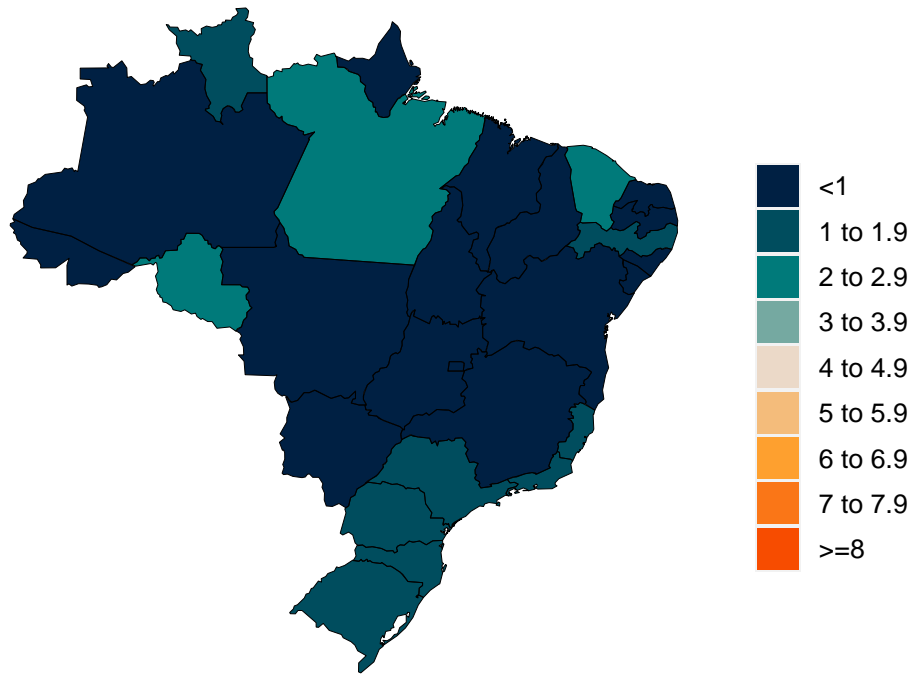 <1
1 to 1.9
2 to 2.9
3 to 3.9
4 to 4.9
5 to 5.9
6 to 6.9
7 to 7.9
>=8